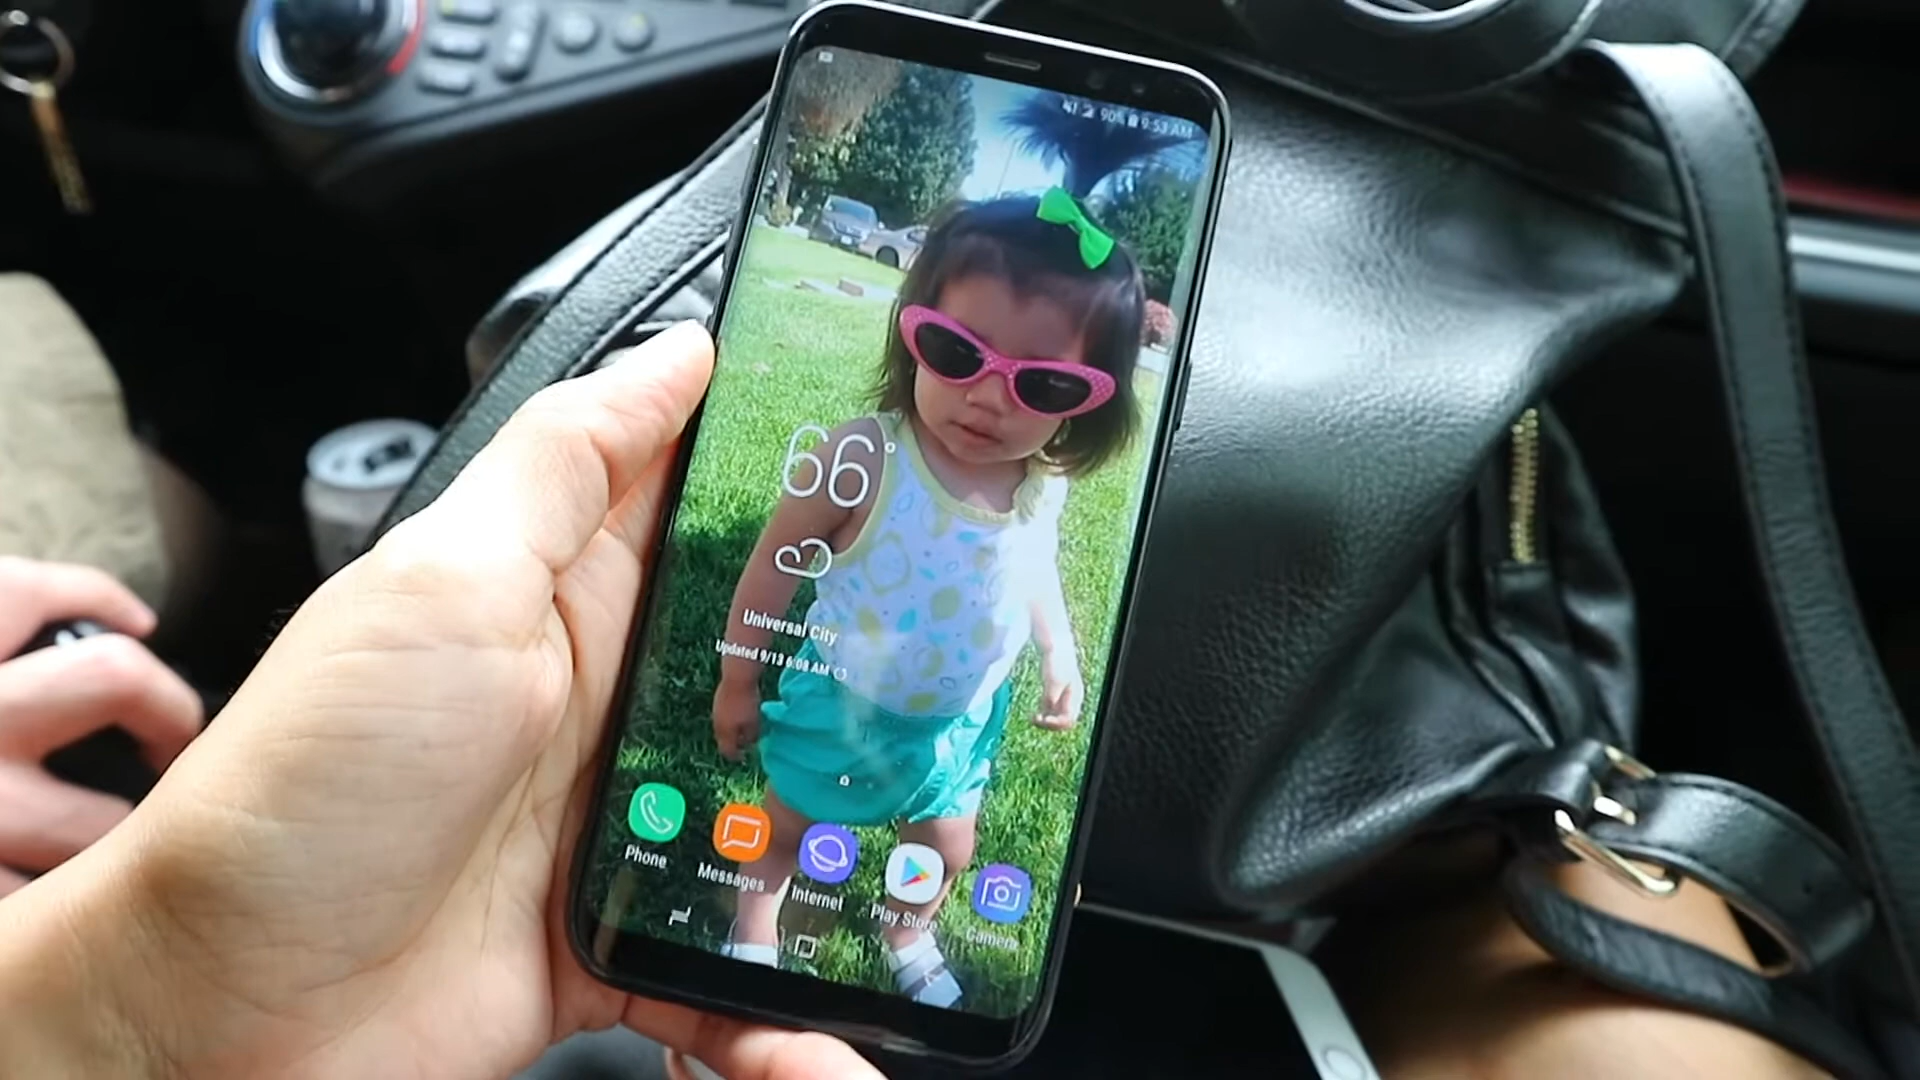 90% 9:53 AM
66°
Universal City
Updated 9/13 6:08 AM
Phone
Messages
Internet
Play Store
Camera